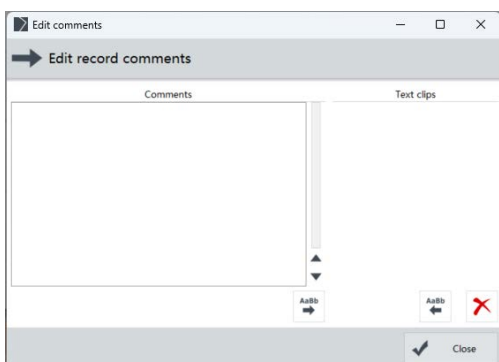 Edit comments
Edit record comments
Comments
Text clips
AaBb
AaBb
Close